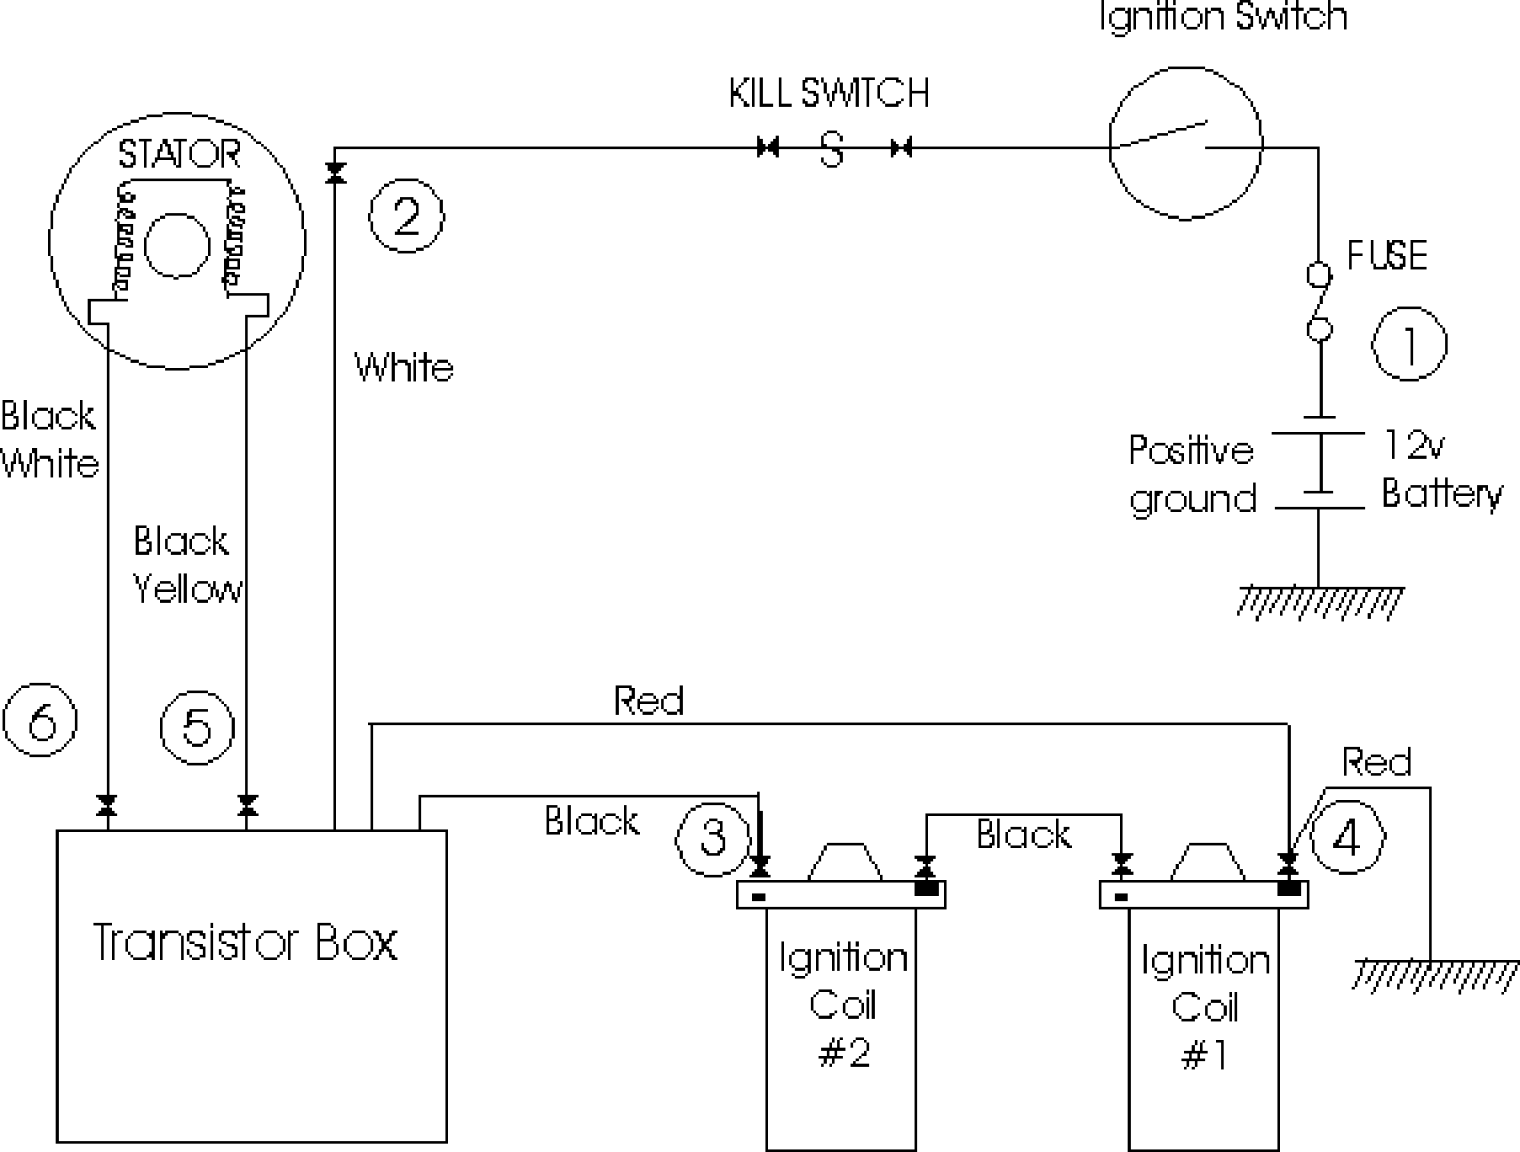 Ignition Switch
KILL SWITCH
STATOR
2
FUSE
1
White
Black
White
Positive
ground
12v
Battery
Black
Yellow
6
5
Red
Red
Black
3
Black
4
Transistor Box
Ignition
Coil
#2
Ignition
Coil
#1